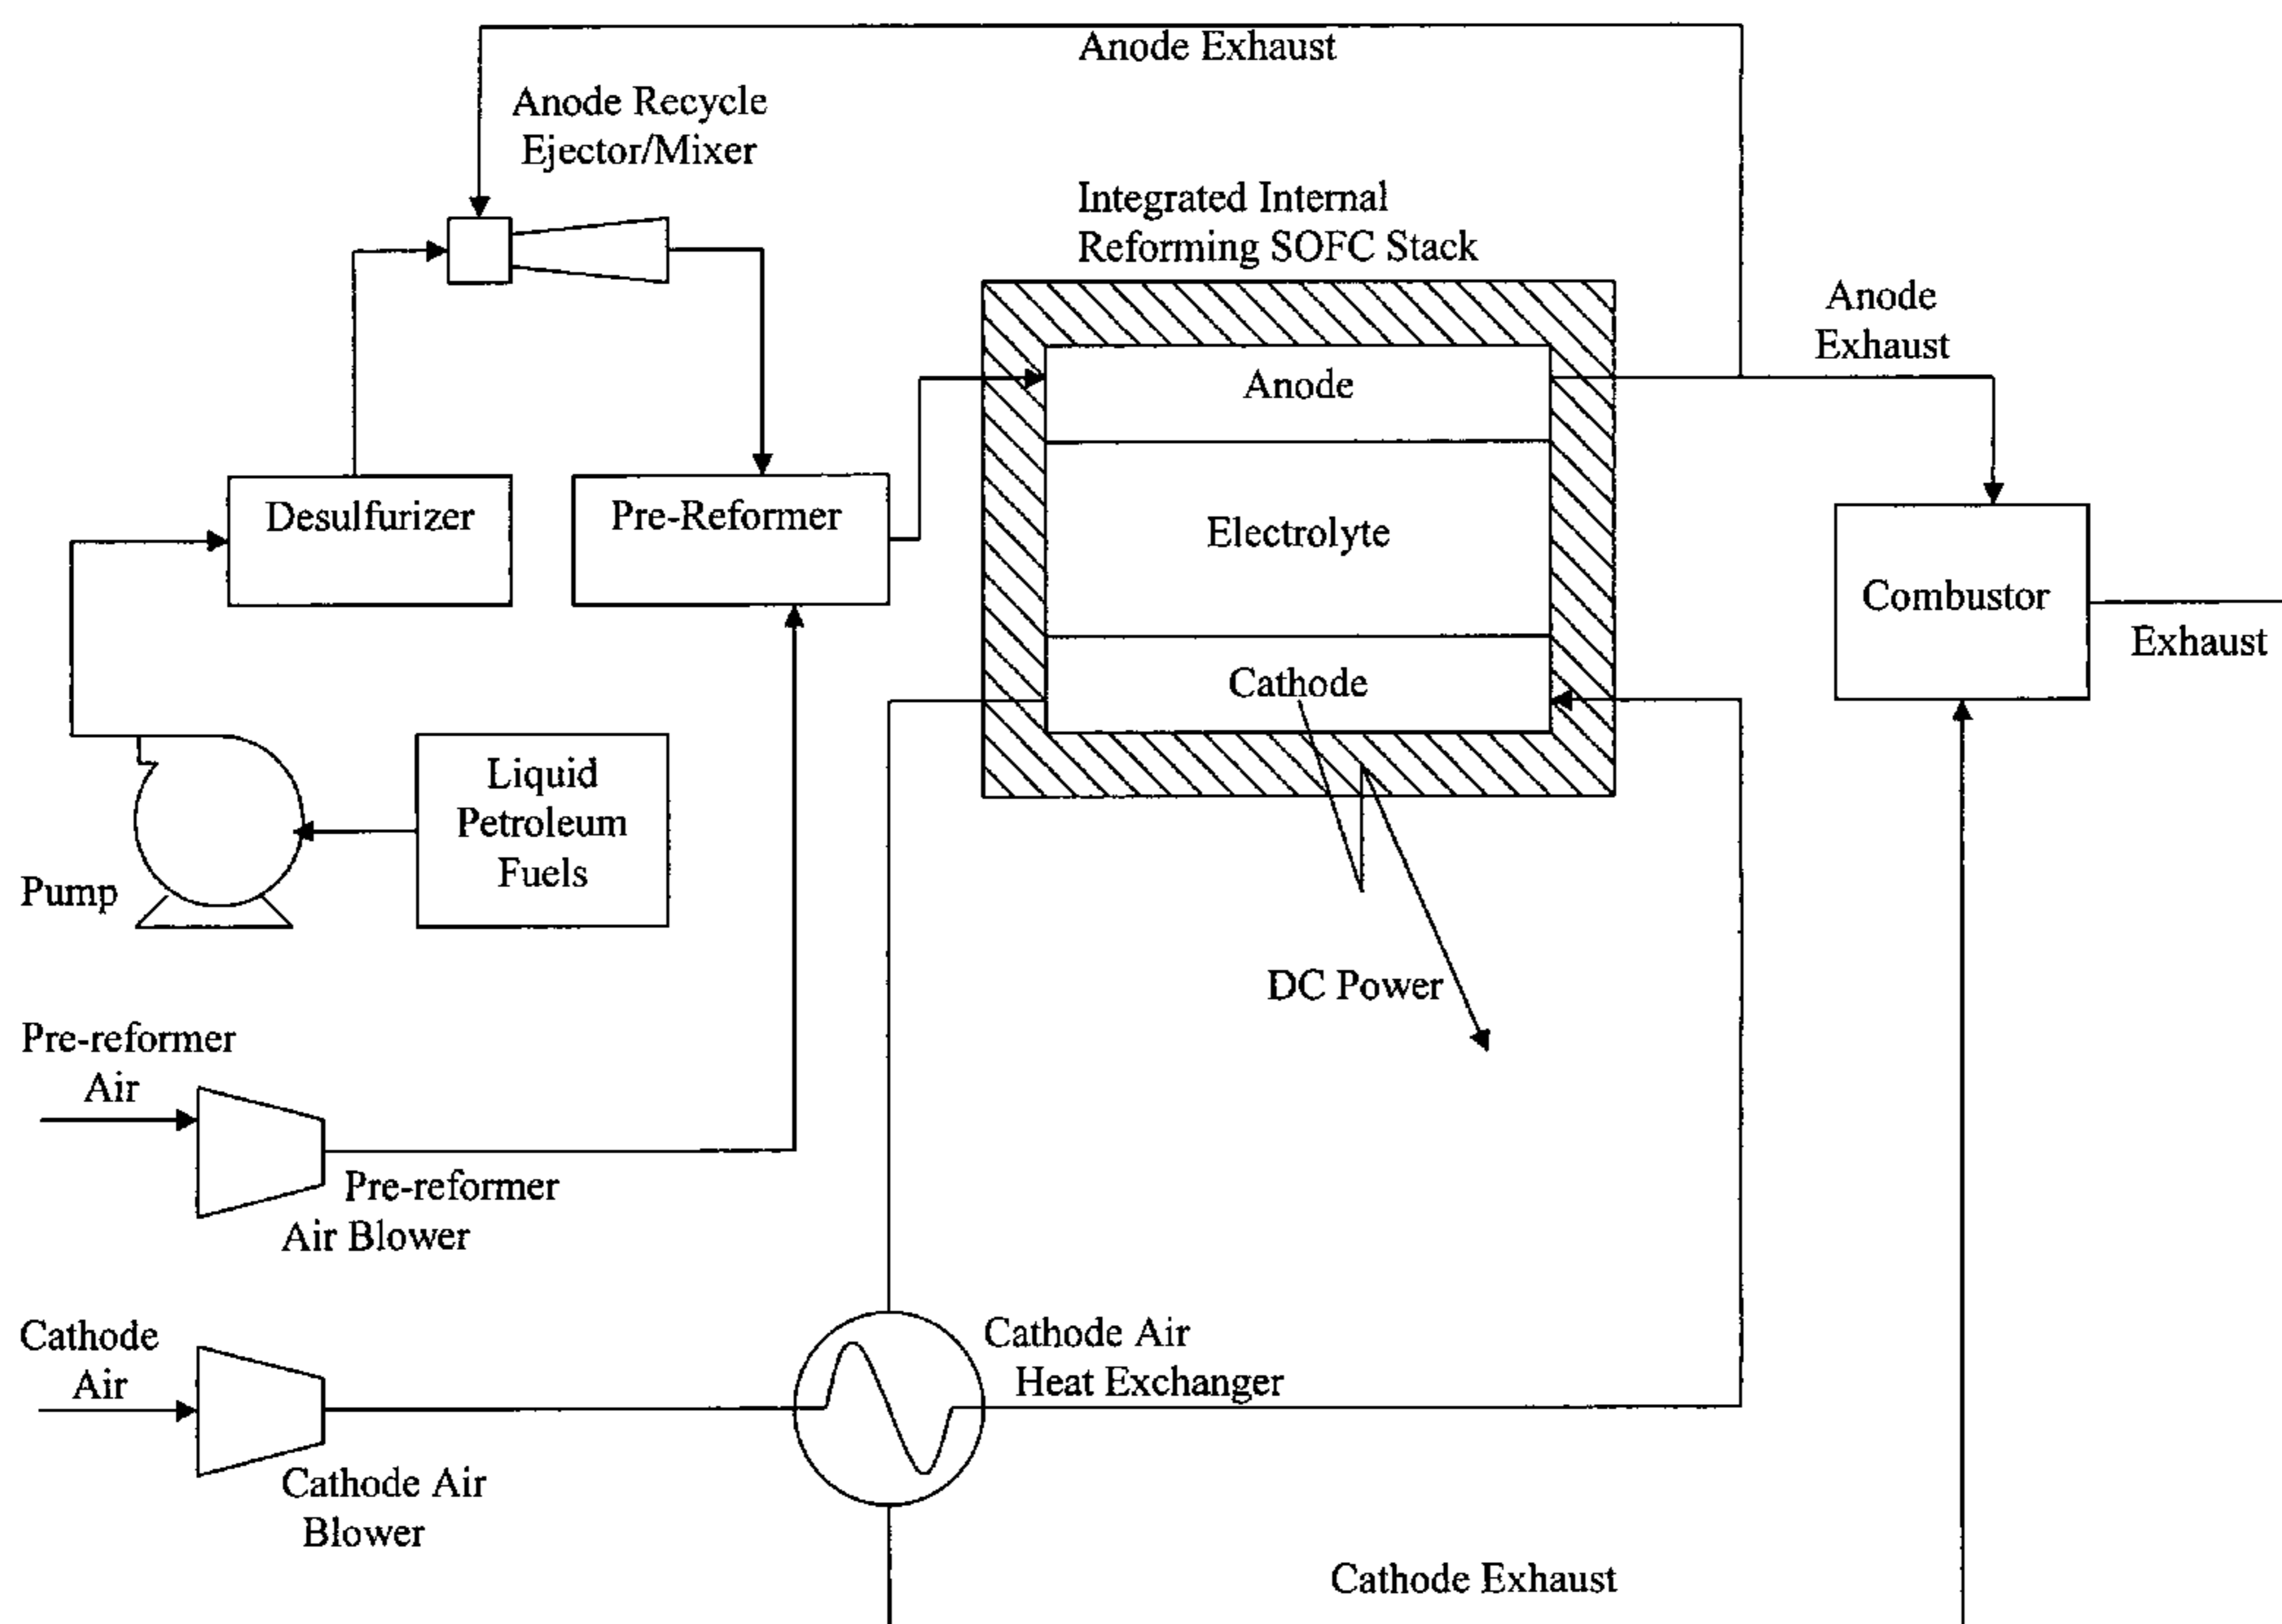 Anode Exhaust
Anode Recycle
Ejector/Mixer
Integrated Internal
Reforming SOFC Stack
Anode
Exhaust
Anode
Desulfurizer
Pre-Reformer
Electrolyte
Combustor
Exhaust
Cathode
Liquid
Petroleum
Fuels
Pump
DC Power
Pre-reformer
Air
Pre-reformer
Air Blower
Cathode
Air
Cathode Air
Heat Exchanger
Cathode Air
Blower
Cathode Exhaust